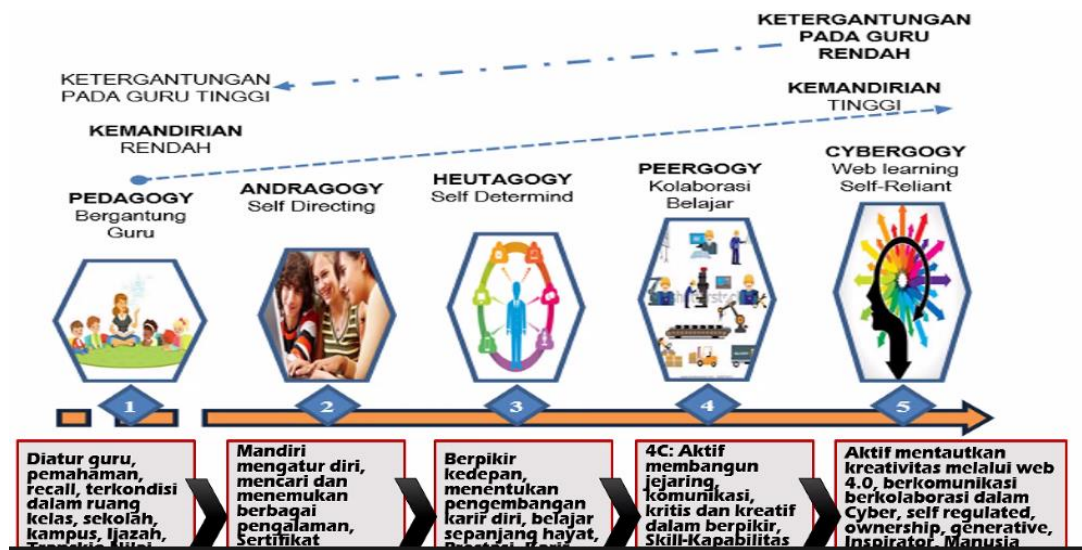 KETERGANTUNGAN
PADA GURU
RENDAH
KETERGANTUNGAN
PADA GURU TINGGI
KEMANDIRIAN
TINGGI
KEMANDIRIAN
RENDAH
PEDAGOGY
Bergantung
Guru
ANDRAGOGY
Self Directing
HEUTAGOGY
Self Determind
PEERGOGY
Kolaborasi
Belajar
CYBERGOGY
Web learning
Self-Reliant
1
2
3
4
5
Diatur guru,
pemahaman,
recall, terkondisi
dalam ruang
kelas, sekolah,
kampus, Ijazah,
Mandiri
mengatur diri,
mencari dan
menemukan
berbagai
pengalaman,
Sertifikat
Berpikir
kedepan,
menentukan
pengembangan
karir diri, belajar
sepanjang hayat,
4C: Aktif
membangun
jejaring,
komunikasi,
kritis dan kreatif
dalam berpikir,
Skill-Kapabilitas
Aktif mentautkan
kreativitas melalui web
4.0, berkomunikasi
berkolaborasi dalam
Cyber, self regulated,
ownership, generative,
Inspirator, Manusia